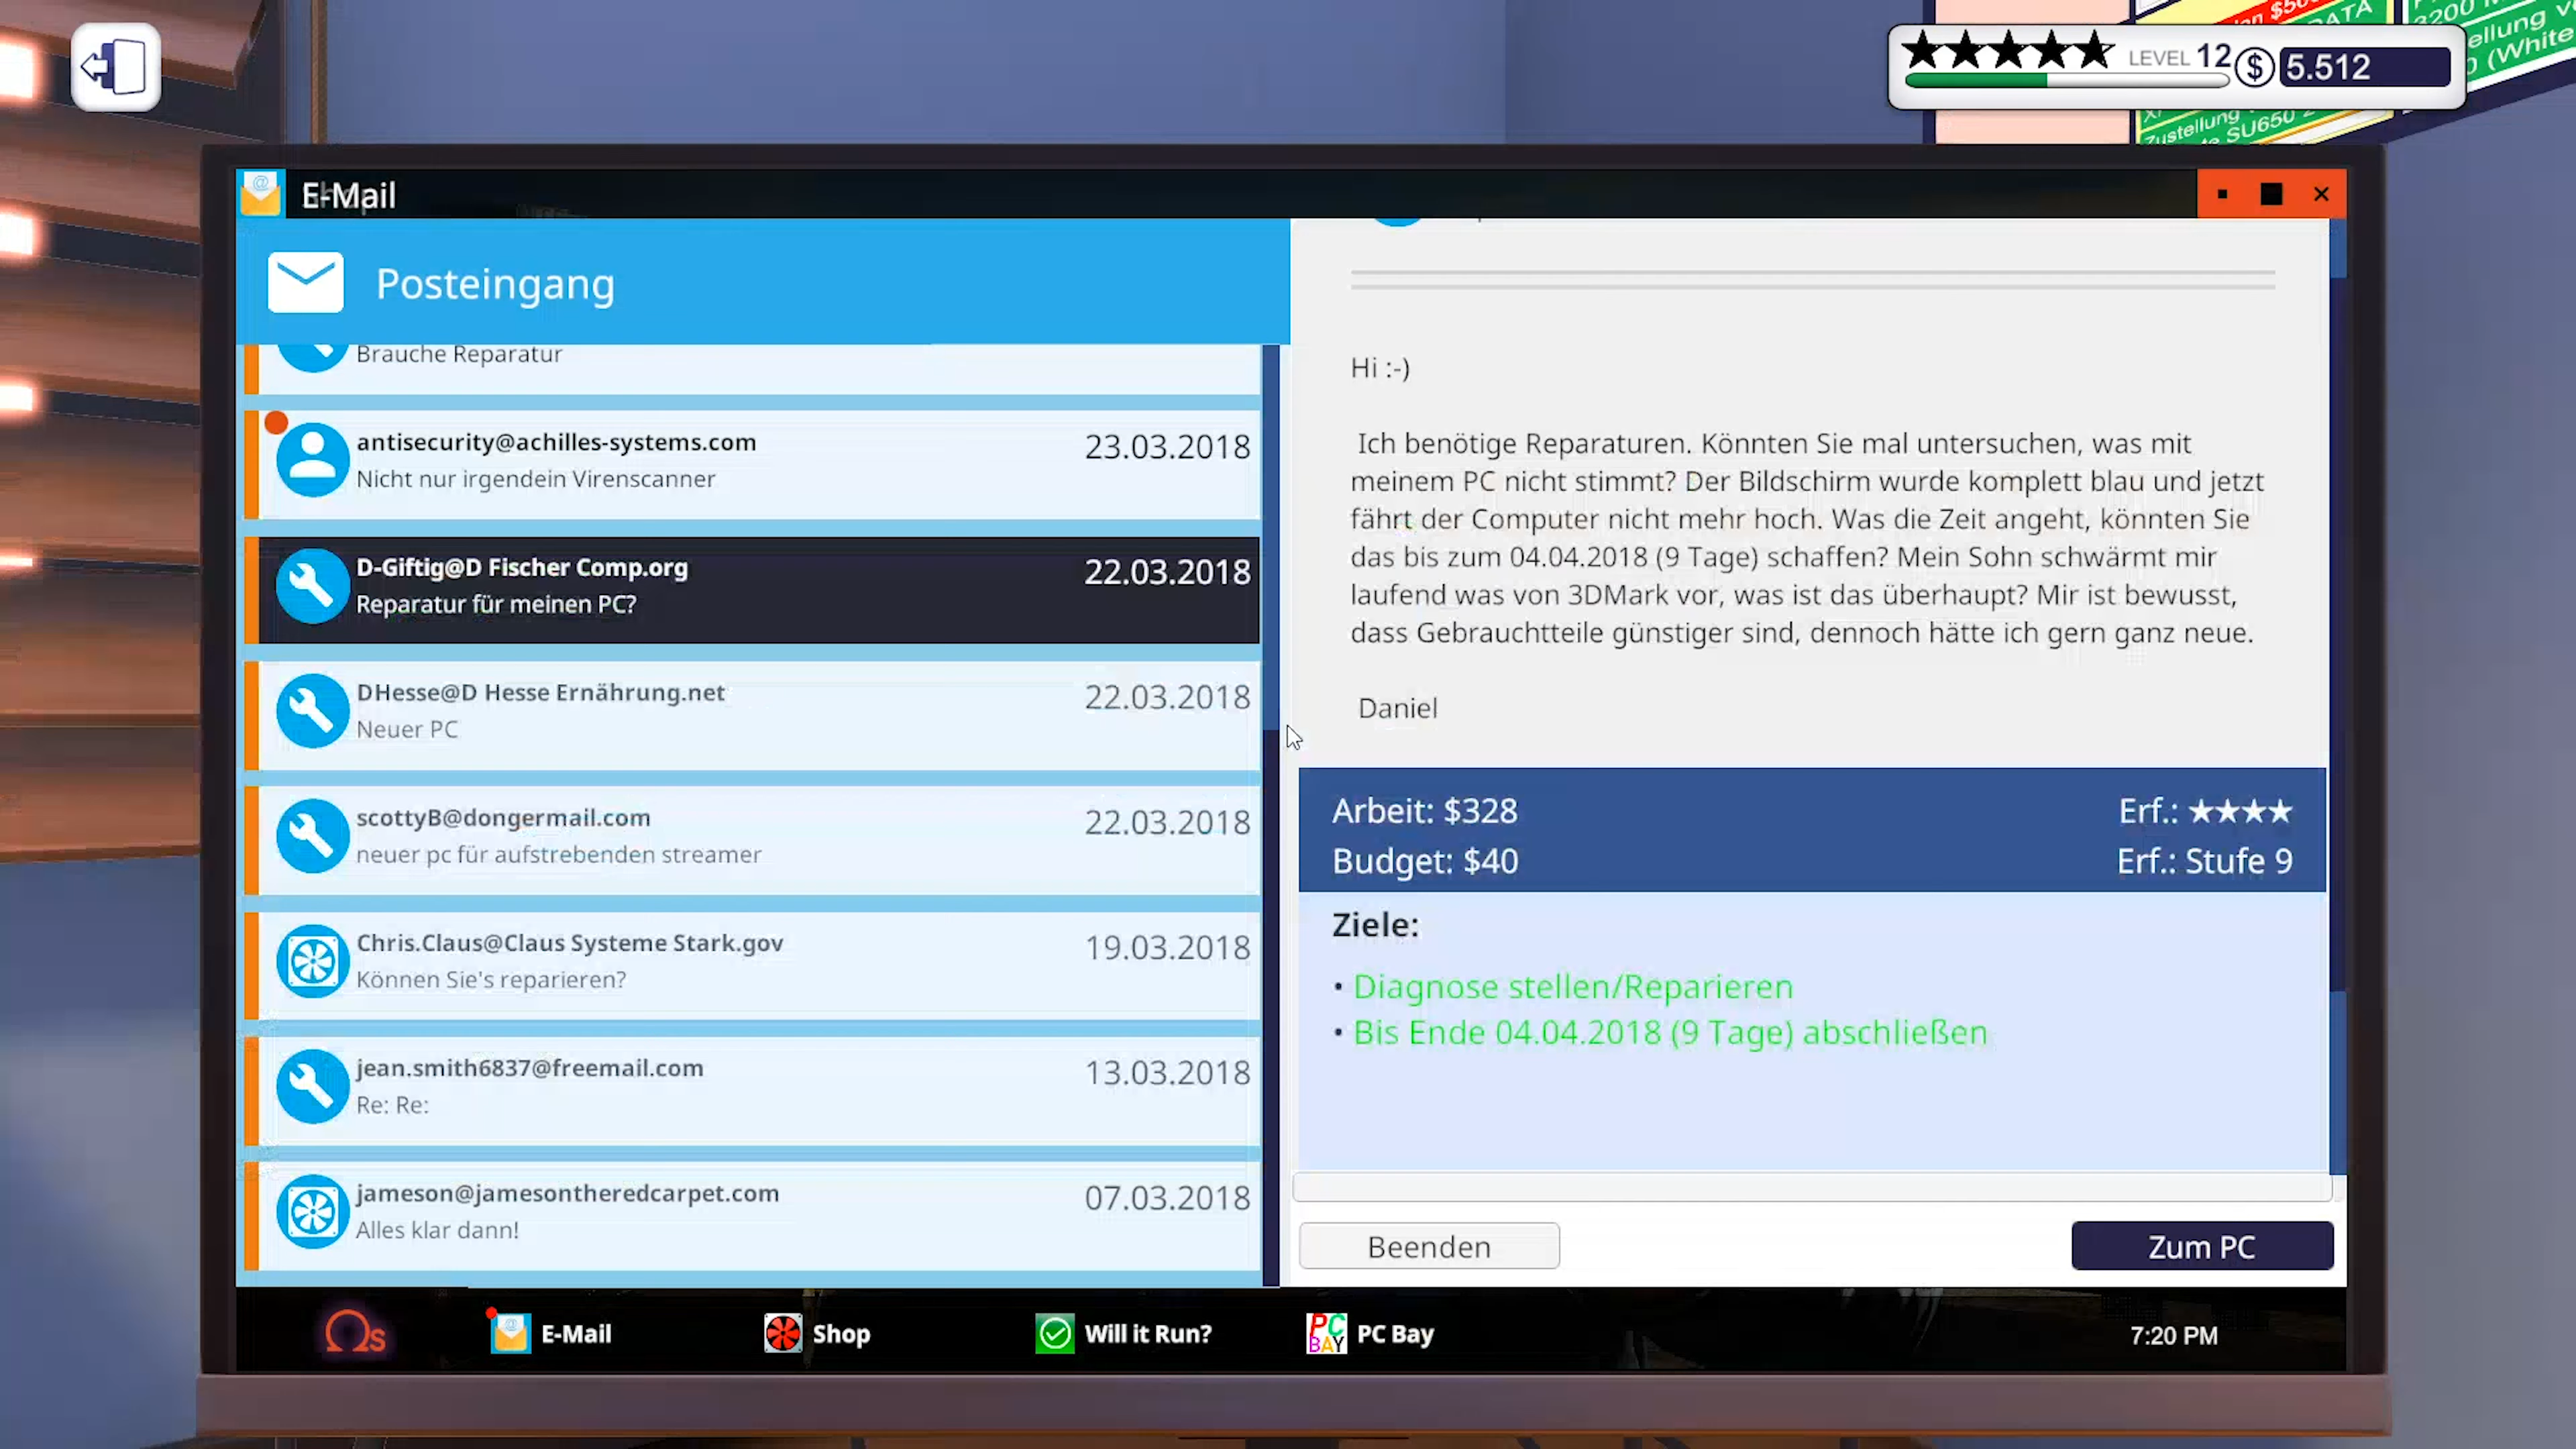 LEVEL 12
$ 5.512
E-Mail
Posteingang
Brauche Reparatur
antisecurity@achilles-systems.com
23.03.2018
Nicht nur irgendein Virenscanner
D-Giftig@D Fischer Comp.org
22.03.2018
Reparatur für meinen PC?
DHesse@D Hesse Ernährung.net
22.03.2018
Neuer PC
scottyB@dongermail.com
22.03.2018
neuer pc für aufstrebenden streamer
Chris.Claus@Claus Systeme Stark.gov
19.03.2018
Können Sie's reparieren?
jean.smith6837@freemail.com
13.03.2018
Re: Re:
jameson@jamesontheredcarpet.com
07.03.2018
Alles klar dann!
Hi :-)
Ich benötige Reparaturen. Könnten Sie mal untersuchen, was mit
meinem PC nicht stimmt? Der Bildschirm wurde komplett blau und jetzt
fährt der Computer nicht mehr hoch. Was die Zeit angeht, könnten Sie
das bis zum 04.04.2018 (9 Tage) schaffen? Mein Sohn schwärmt mir
laufend was von 3DMark vor, was ist das überhaupt? Mir ist bewusst,
dass Gebrauchtteile günstiger sind, dennoch hätte ich gern ganz neue.
Daniel
Arbeit: $328
Erf.: ★★★★
Budget: $40
Erf.: Stufe 9
Ziele:
• Diagnose stellen/Reparieren
• Bis Ende 04.04.2018 (9 Tage) abschließen
Beenden
Zum PC
Ωs
E-Mail
Shop
Will it Run?
PC BAY
PC Bay
7:20 PM
DATA
3200
(White
Zustellung
SU650